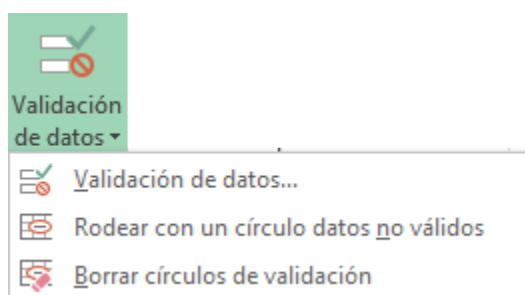 Validación
de datos
Validación de datos...
Rodear con un círculo datos no válidos
Borrar círculos de validación